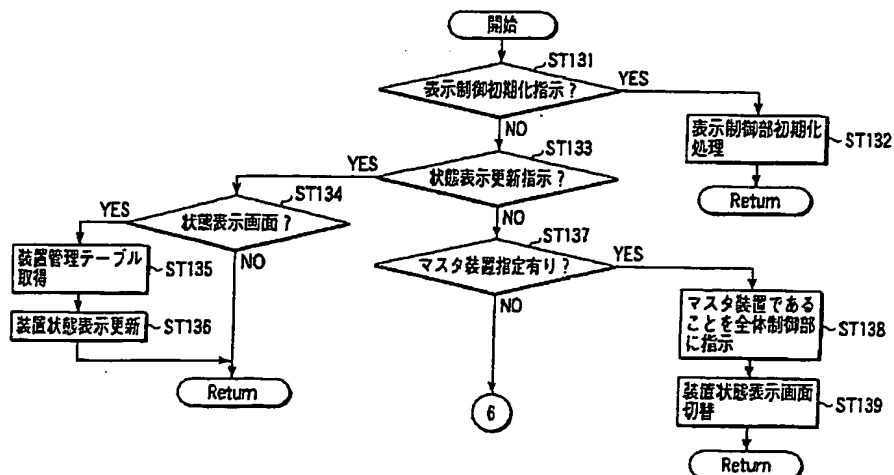 開始
ST131
表示制御初期化指示？
YES
NO
表示制御部初期化
処理
ST132
Return
ST133
状態表示更新指示？
YES
NO
ST134
状態表示画面？
YES
NO
装置管理テーブル
取得
ST135
装置状態表示更新
ST136
Return
ST137
マスタ装置指定有り？
YES
NO
マスタ装置である
ことを全体制御部
に指示
ST138
装置状態表示画面
切替
ST139
Return
6